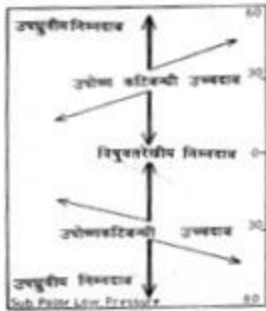 60
उपध्रुवीय निम्नदाब
उपोष्ण कटिबन्धी उच्चदाब 30
विषुवतरेखीय निम्नदाब 0
30
उपोष्णकटिबन्धी उच्चदाब
उपध्रुवीय निम्नदाब
Sub Polar Low Pressure 60